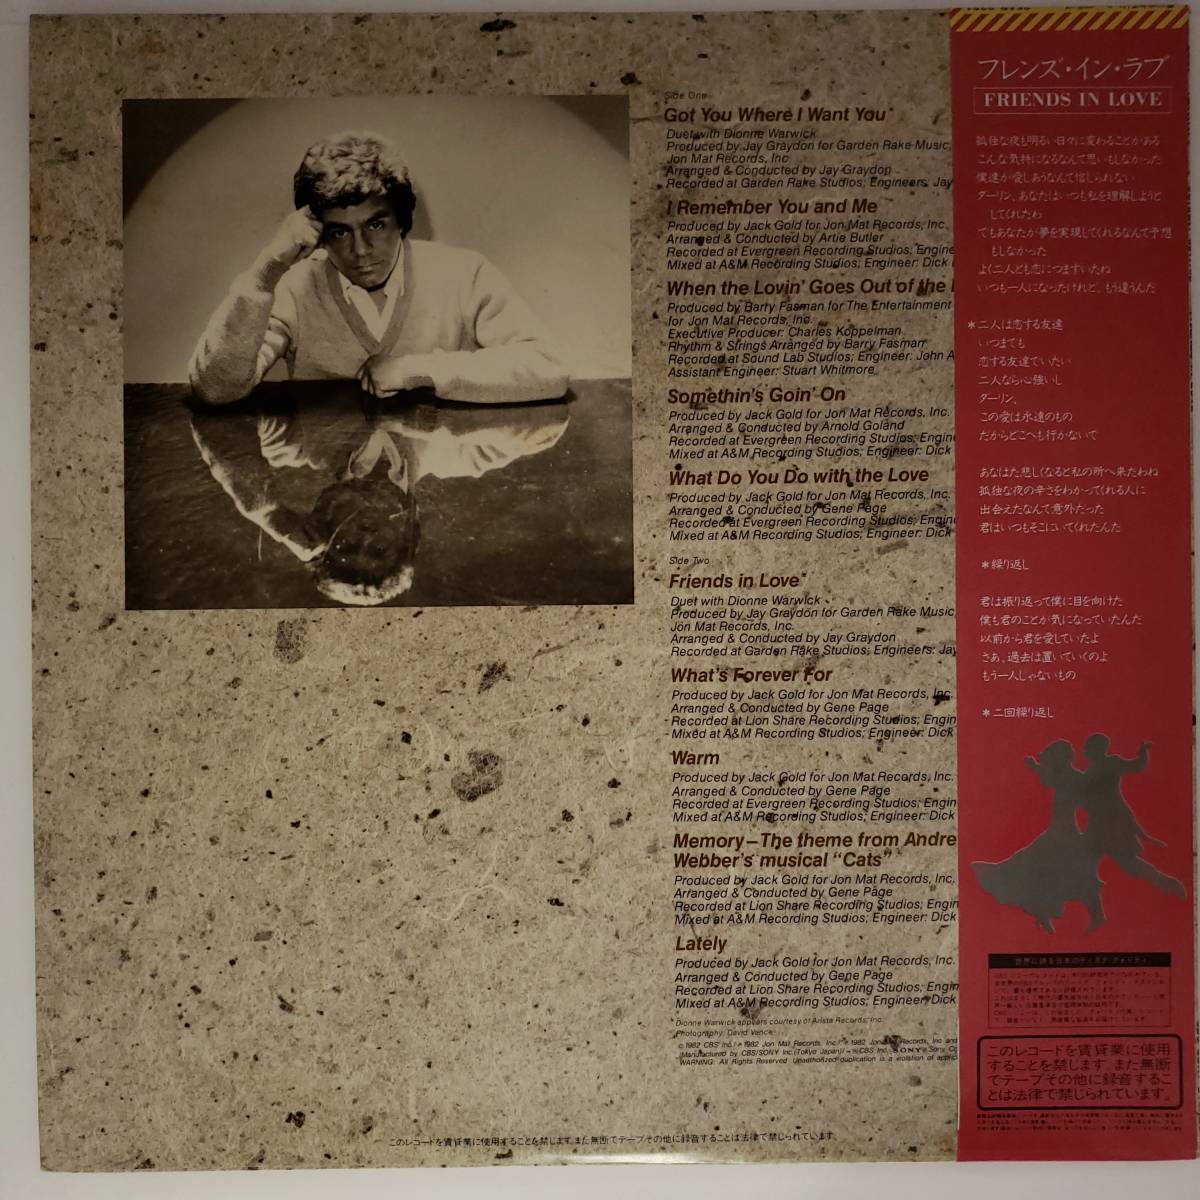 Side One
Got You Where I Want You*
Duet with Dionne Warwick
Produced by Jay Graydon for Garden Rake Music,
Jon Mat Records, Inc
Arranged & Conducted by Jay Graydon
Recorded at Garden Rake Studios; Engineers: Jay
I Remember You and Me
Produced by Jack Gold for Jon Mat Records, Inc.
Arranged & Conducted by Artie Butler
Recorded at Evergreen Recording Studios; Engine
Mixed at A&M Recording Studios; Engineer: Dick
When the Lovin' Goes Out of the
Produced by Barry Fasman for The Entertainment
for Jon Mat Records, Inc
Executive Producer: Charles Koppelman
Rhythm & Strings Arranged by Barry Fasman
Recorded at Sound Lab Studios; Engineer: John A
Assistant Engineer: Stuart Whitmore
Somethin's Goin' On
Produced by Jack Gold for Jon Mat Records, Inc.
Arranged & Conducted by Arnold Goland
Recorded at Evergreen Recording Studios; Engin
Mixed at A&M Recording Studios; Engineer: Dick
What Do You Do with the Love
Produced by Jack Gold for Jon Mat Records, Inc.
Arranged & Conducted by Gene Page
Recorded at Evergreen Recording Studios; Engin
Mixed at A&M Recording Studios; Engineer: Dick
Side Two
Friends in Love*
Duet with Dionne Warwick
Produced by Jay Graydon for Garden Rake Music
Jon Mat Records, Inc.
Arranged & Conducted by Jay Graydon
Recorded at Garden Rake Studios; Engineers: Jay
What's Forever For
Produced by Jack Gold for Jon Mat Records, Inc.
Arranged & Conducted by Gene Page
Recorded at Lion Share Recording Studios; Engin
Mixed at A&M Recording Studios; Engineer: Dick
Warm
Produced by Jack Gold for Jon Mat Records, Inc.
Arranged & Conducted by Gene Page
Recorded at Evergreen Recording Studios; Engin
Mixed at A&M Recording Studios; Engineer: Dick
Memory—The theme from Andre
Webber's musical "Cats"
Produced by Jack Gold for Jon Mat Records, Inc.
Arranged & Conducted by Gene Page
Recorded at Lion Share Recording Studios; Engin
Mixed at A&M Recording Studios; Engineer: Dick
Lately
Produced by Jack Gold for Jon Mat Records, Inc.
Arranged & Conducted by Gene Page
Recorded at Lion Share Recording Studios; Engine
Mixed at A&M Recording Studios; Engineer: Dick
*Dionne Warwick appears courtesy of Arista Records, Inc.
Photography: David Vance
Manufactured by CBS/SONY Inc. (Tokyo Japan)
WARNING: All Rights Reserved. Unauthorized duplication is a violation of applic
このレコードを賃貸業に使用することを禁じます。また無断でテープその他に録音することは法律で禁じられています。
フレンズ・イン・ラブ
FRIENDS IN LOVE
孤独な夜も明るい日々に変わることがある
こんな気持になるなんて思いもしなかった
僕達が愛しあうなんて信じられない
ダーリン、あなたはいつも私を理解しようと
してくれたわ
でもあなたが夢を実現してくれるなんて予想
もしなかった
よく二人とも恋につまずいたね
いつも一人になったけれど、もう違うんだ
＊二人は恋する友達
いつまでも
恋する友達でいたい
二人なら心強いし
ダーリン、
この愛は永遠のもの
だからどこへも行かないで
あなたは悲しくなると私の所へ来たわね
孤独な夜の辛さをわかってくれる人に
出会えたなんて意外だった
君はいつもそこにいてくれたんだ
＊繰り返し
君は振り返って僕に目を向けた
僕も君のことが気になっていたんだ
以前から君を愛していたよ
さあ、過去は置いていくのよ
もう一人じゃないもの
＊二回繰り返し
世界に誇る日本のディスク・クォリティ
このレコードを賃貸業に使用
することを禁じます。また無断
でテープその他に録音するこ
とは法律で禁じられています。